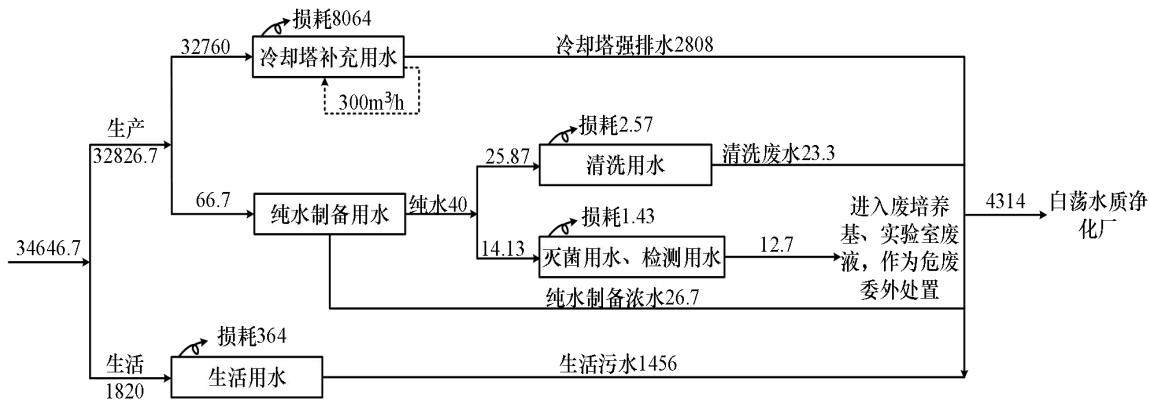 损耗8064
32760
冷却塔补充用水
冷却塔强排水2808
300m³/h
生产
32826.7
损耗2.57
25.87
清洗用水
清洗废水23.3
66.7
纯水制备用水
纯水40
损耗1.43
14.13
灭菌用水、检测用水
12.7
进入废培养
基、实验室废
液，作为危废
委外处置
4314
白荡水质净
化厂
34646.7
纯水制备浓水26.7
损耗364
生活
1820
生活用水
生活污水1456